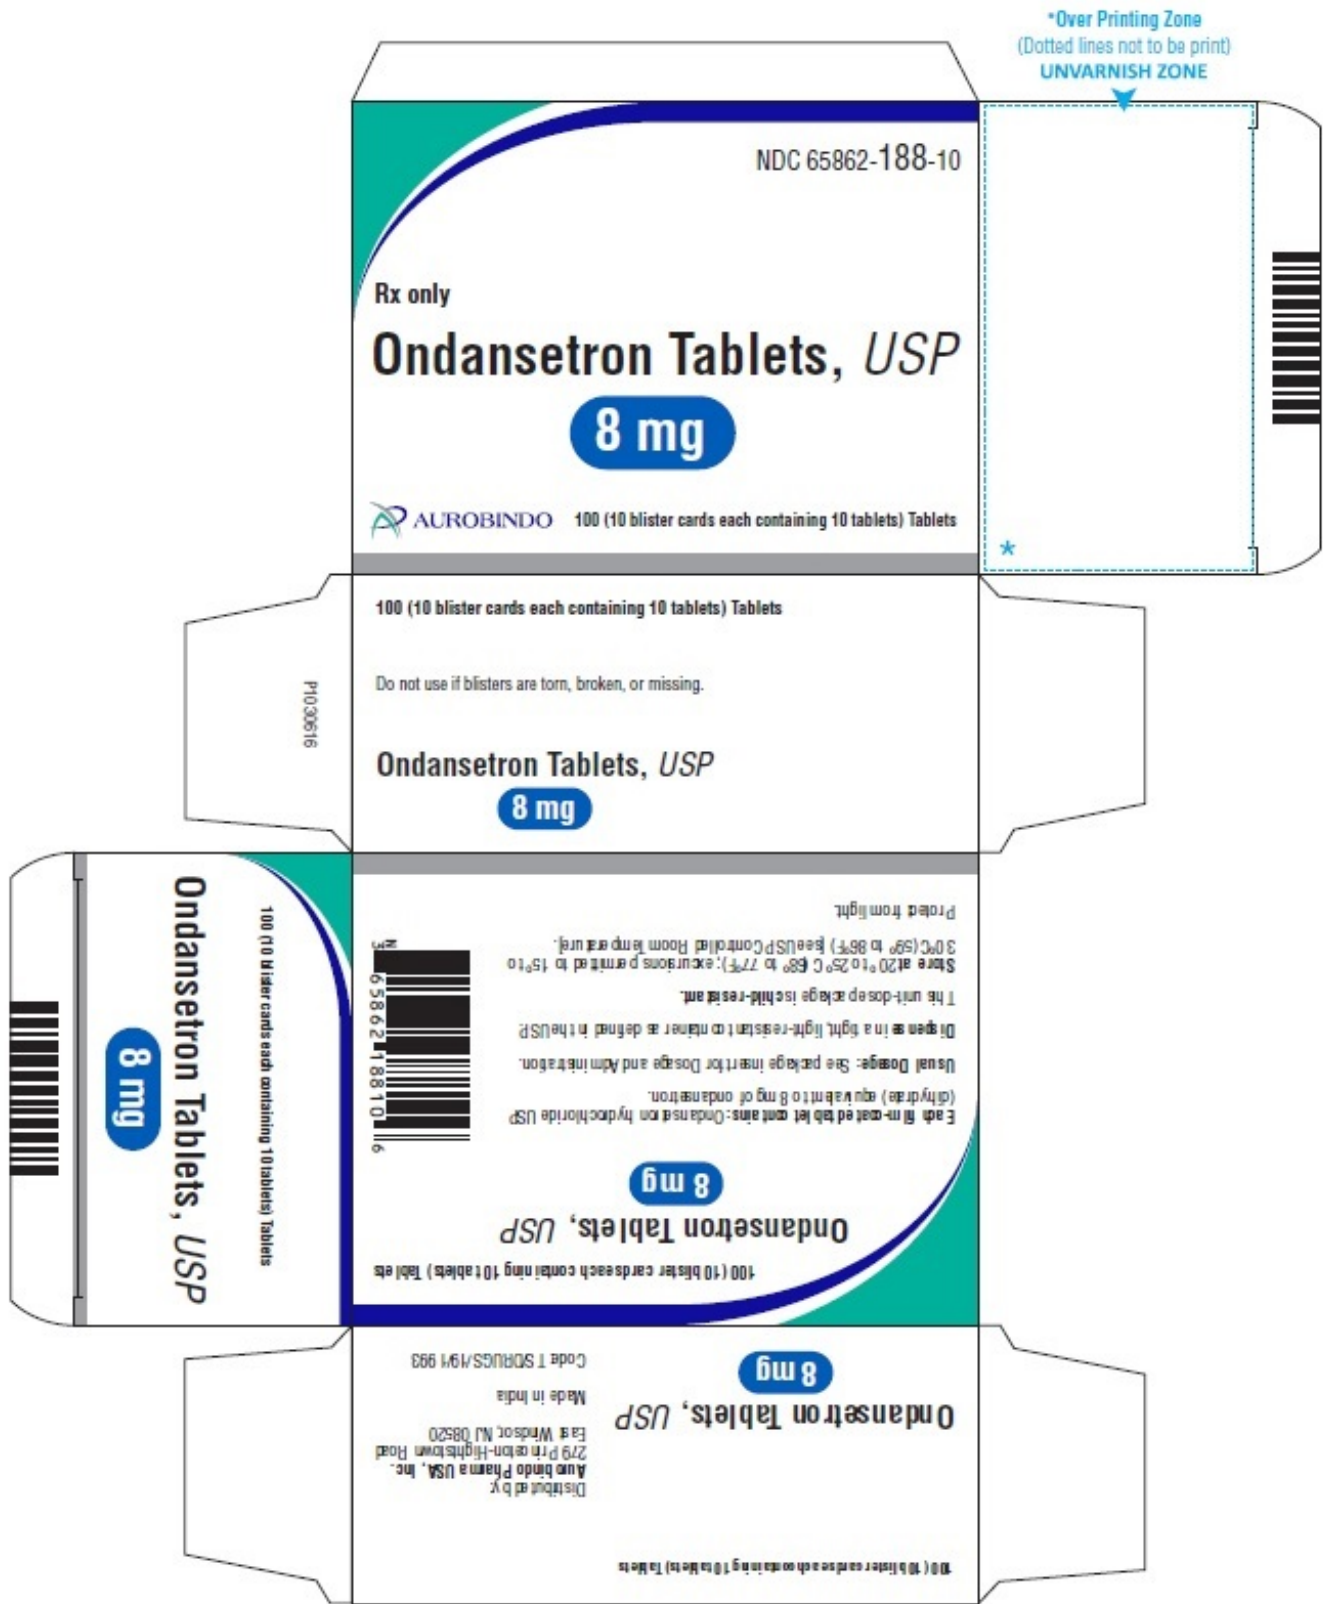 *Over Printing Zone
(Dotted lines not to be print)
UNVARNISH ZONE
NDC 65862-188-10
Rx only
Ondansetron Tablets, USP
8 mg
AUROBINDO
100 (10 blister cards each containing 10 tablets) Tablets
*
100 (10 blister cards each containing 10 tablets) Tablets
Do not use if blisters are torn, broken, or missing.
Ondansetron Tablets, USP
8 mg
P1030616
Ondansetron Tablets, USP
8 mg
100 (10 blister cards each containing 10 tablets) Tablets
100 (10 blister cards each containing 10 tablets) Tablets
Ondansetron Tablets, USP
8 mg
Each film-coated tablet contains: Ondansetron hydrochloride USP
(dihydrate) equivalent to 8 mg of ondansetron.
Usual Dosage: See package insert for Dosage and Administration.
Dispense in a tight, light-resistant container as defined in the USP.
This unit-dose package is child-resistant.
Store at 20° to 25°C (68° to 77°F); excursions permitted to 15° to
30°C (59° to 86°F) [see USP Controlled Room Temperature].
Protect from light.
N
3 65862 18810 6
100 (10 blister cards each containing 10 tablets) Tablets
Ondansetron Tablets, USP
8 mg
Distributed by:
Aurobindo Pharma USA, Inc.
279 Princeton-Hightstown Road
East Windsor, NJ 08520
Made in India
Code: TS/DRUGS/19/1993